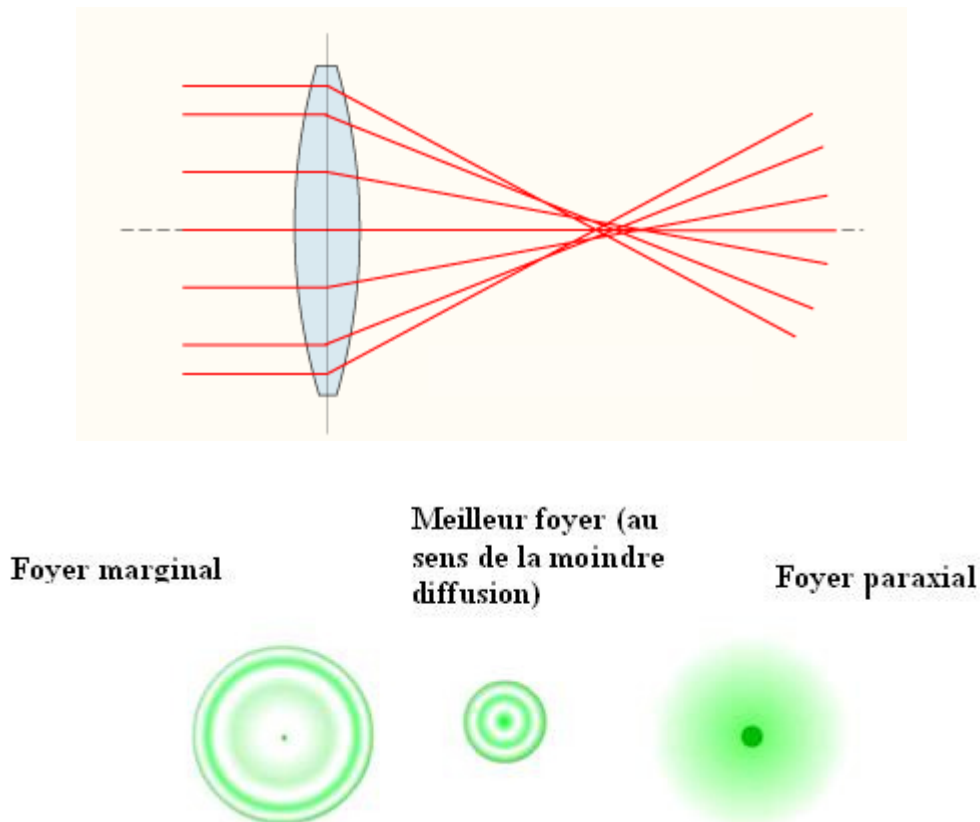 Foyer marginal
Meilleur foyer (au
sens de la moindre
diffusion)
Foyer paraxial